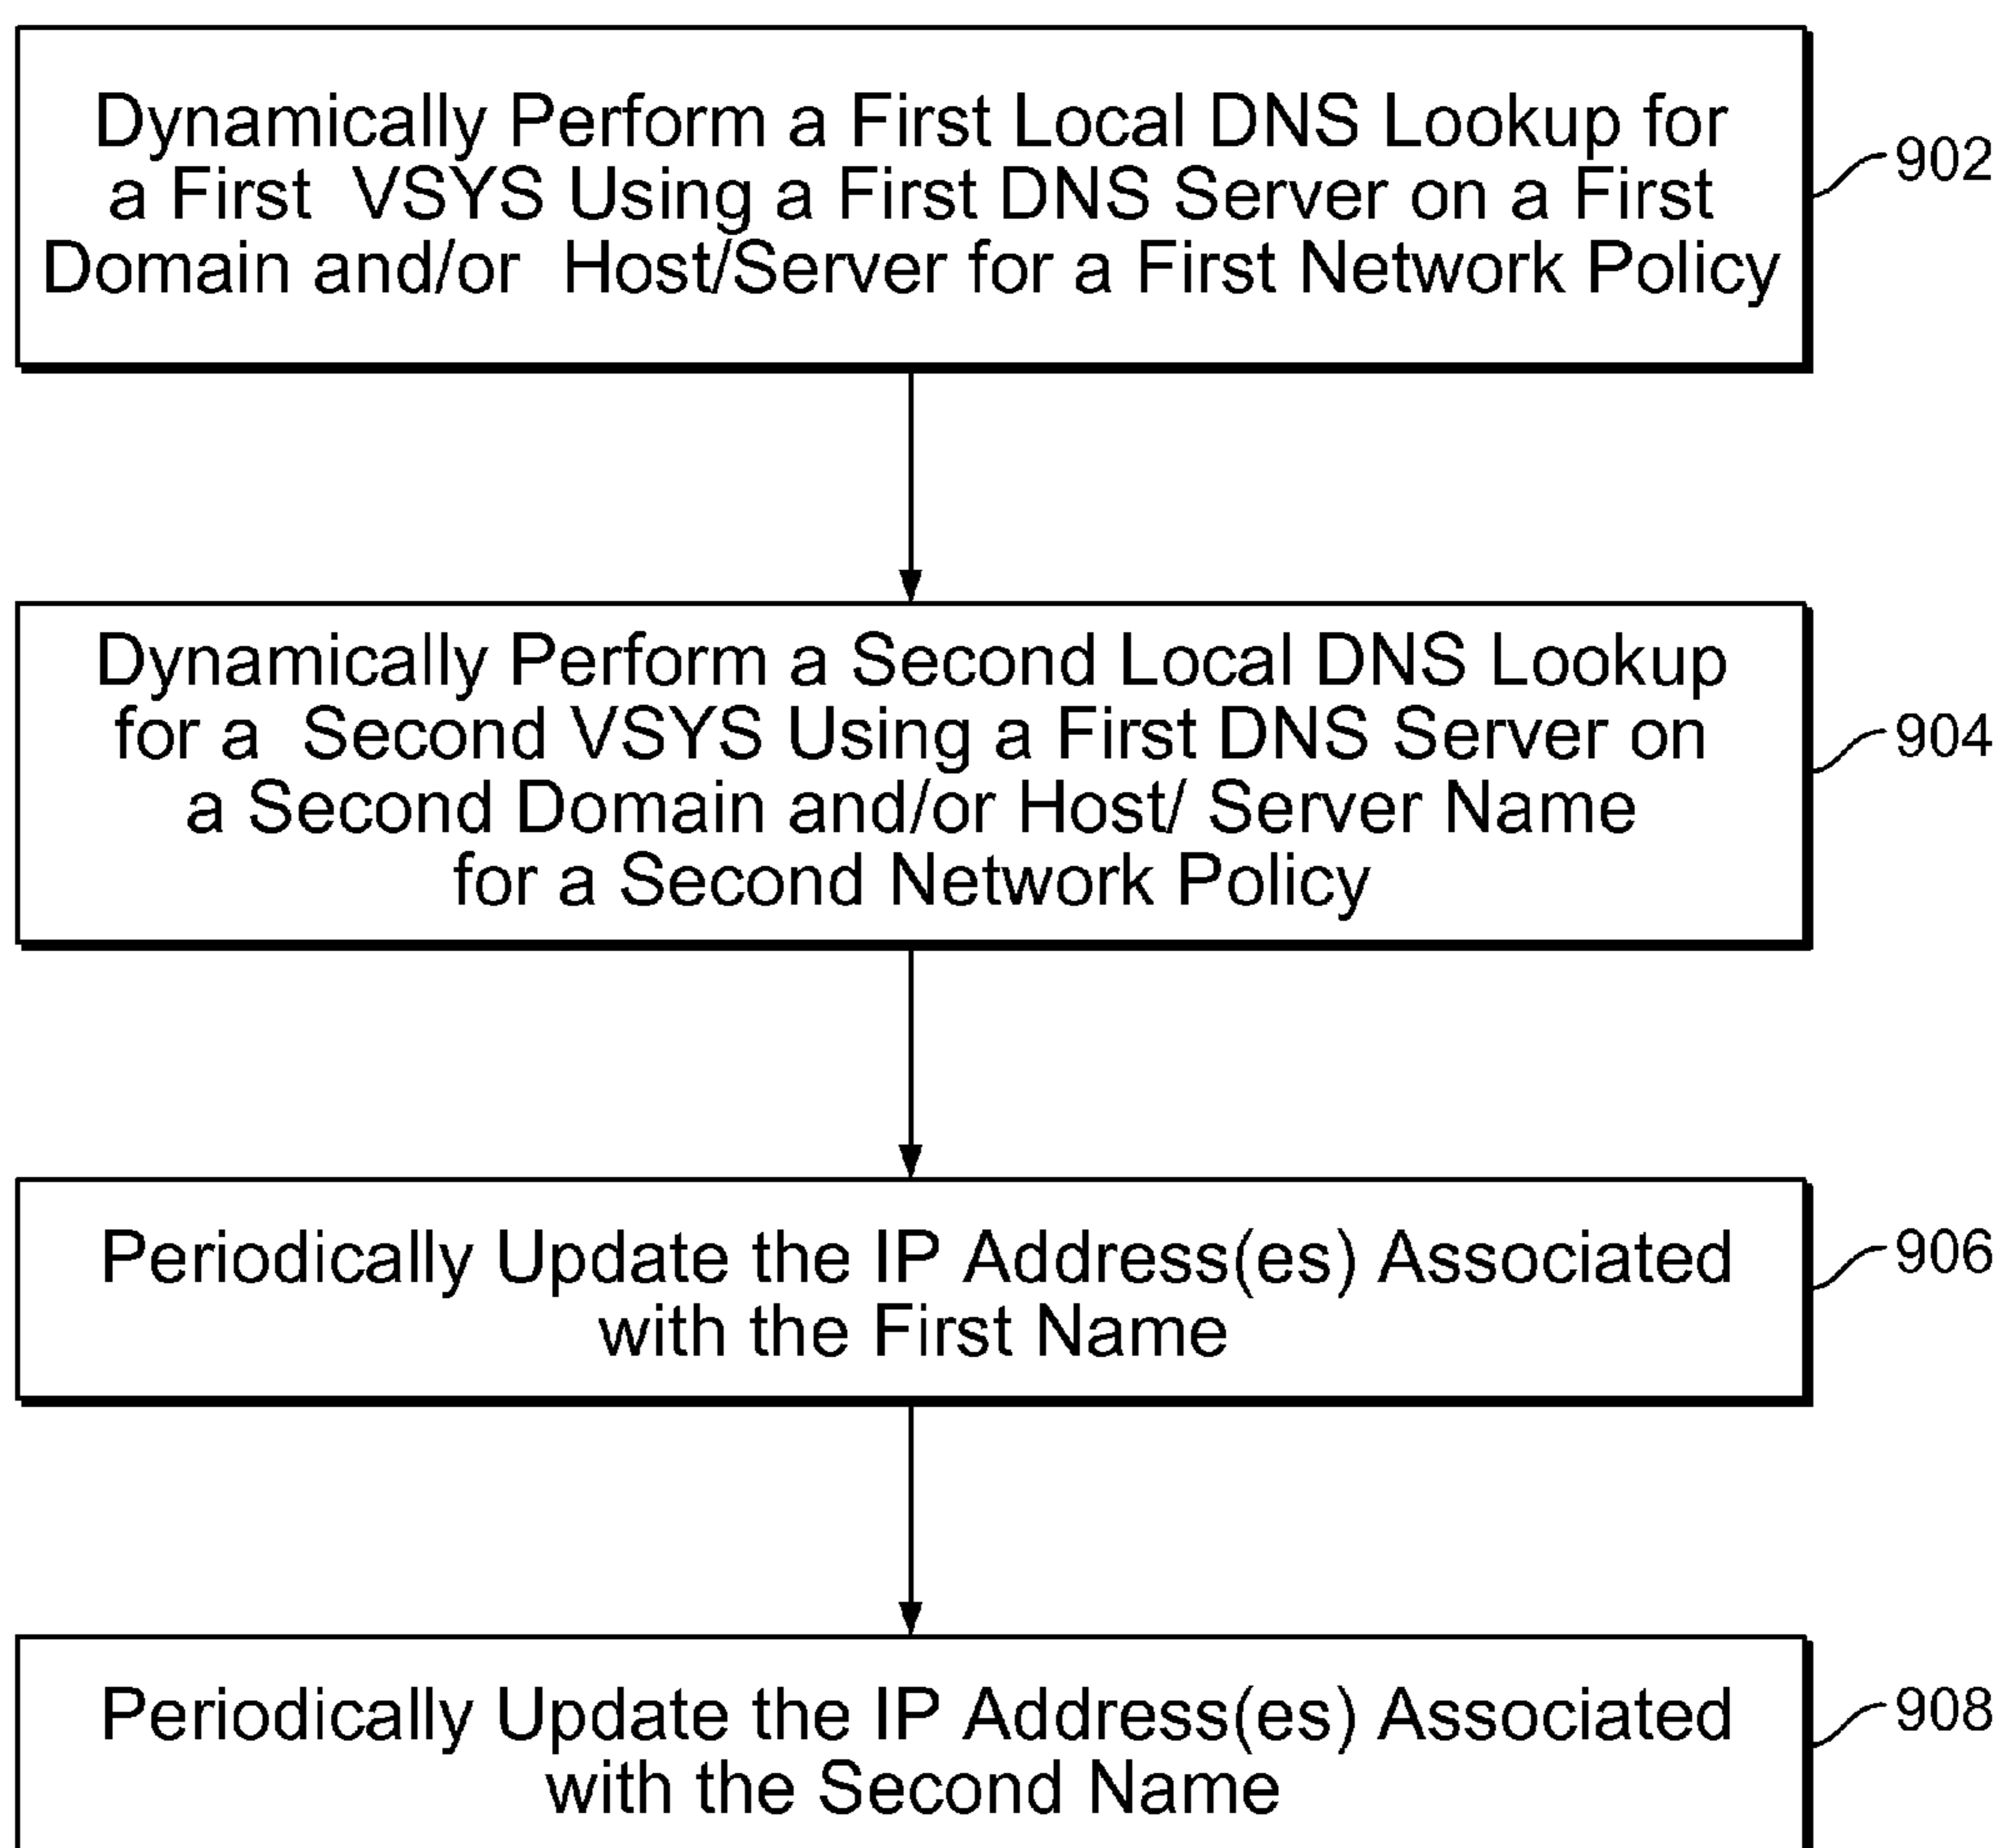 Dynamically Perform a First Local DNS Lookup for
a First VSYS Using a First DNS Server on a First
Domain and/or Host/Server for a First Network Policy
902
Dynamically Perform a Second Local DNS Lookup
for a Second VSYS Using a First DNS Server on
a Second Domain and/or Host/ Server Name
for a Second Network Policy
904
Periodically Update the IP Address(es) Associated
with the First Name
906
Periodically Update the IP Address(es) Associated
with the Second Name
908